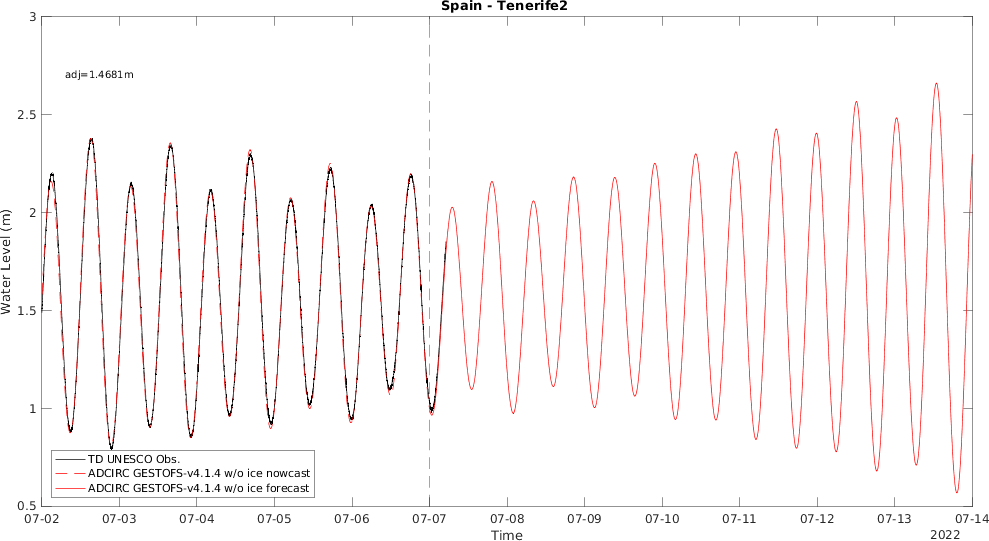 Spain - Tenerife2
3
adj=1.4681m
2.5
2
Water Level (m)
1.5
1
TD UNESCO Obs.
ADCIRC GESTOFS-v4.1.4 w/o ice nowcast
ADCIRC GESTOFS-v4.1.4 w/o ice forecast
0.5
07-02 07-03 07-04 07-05 07-06 07-07 07-08 07-09 07-10 07-11 07-12 07-13 07-14
Time
2022